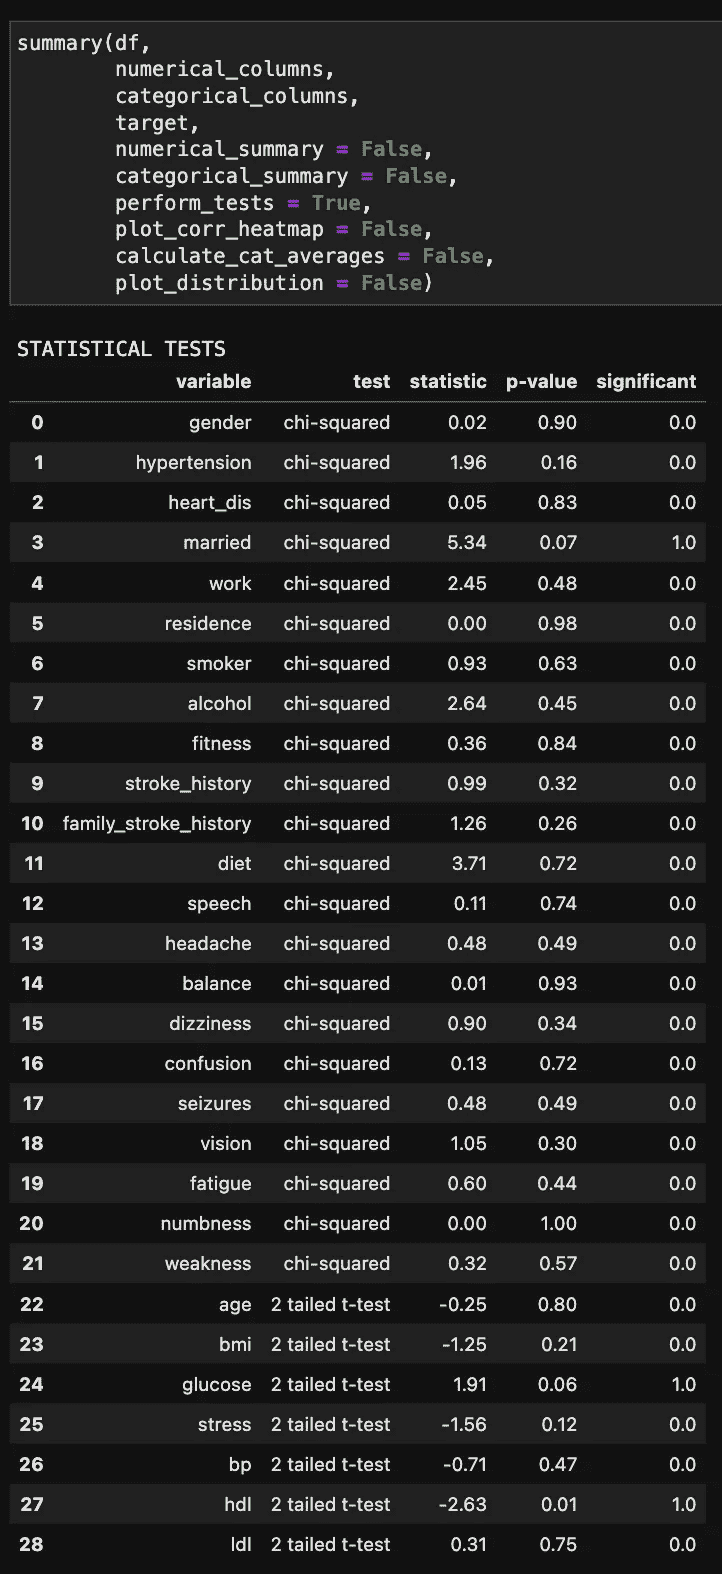 summary(df,
numerical_columns,
categorical_columns,
target,
numerical_summary = False,
categorical_summary = False,
perform_tests = True,
plot_corr_heatmap = False,
calculate_cat_averages = False,
plot_distribution = False)
STATISTICAL TESTS
variable test statistic p-value significant
0 gender chi-squared 0.02 0.90 0.0
1 hypertension chi-squared 1.96 0.16 0.0
2 heart_dis chi-squared 0.05 0.83 0.0
3 married chi-squared 5.34 0.07 1.0
4 work chi-squared 2.45 0.48 0.0
5 residence chi-squared 0.00 0.98 0.0
6 smoker chi-squared 0.93 0.63 0.0
7 alcohol chi-squared 2.64 0.45 0.0
8 fitness chi-squared 0.36 0.84 0.0
9 stroke_history chi-squared 0.99 0.32 0.0
10 family_stroke_history chi-squared 1.26 0.26 0.0
11 diet chi-squared 3.71 0.72 0.0
12 speech chi-squared 0.11 0.74 0.0
13 headache chi-squared 0.48 0.49 0.0
14 balance chi-squared 0.01 0.93 0.0
15 dizziness chi-squared 0.90 0.34 0.0
16 confusion chi-squared 0.13 0.72 0.0
17 seizures chi-squared 0.48 0.49 0.0
18 vision chi-squared 1.05 0.30 0.0
19 fatigue chi-squared 0.60 0.44 0.0
20 numbness chi-squared 0.00 1.00 0.0
21 weakness chi-squared 0.32 0.57 0.0
22 age 2 tailed t-test -0.25 0.80 0.0
23 bmi 2 tailed t-test -1.25 0.21 0.0
24 glucose 2 tailed t-test 1.91 0.06 1.0
25 stress 2 tailed t-test -1.56 0.12 0.0
26 bp 2 tailed t-test -0.71 0.47 0.0
27 hdl 2 tailed t-test -2.63 0.01 1.0
28 ldl 2 tailed t-test 0.31 0.75 0.0